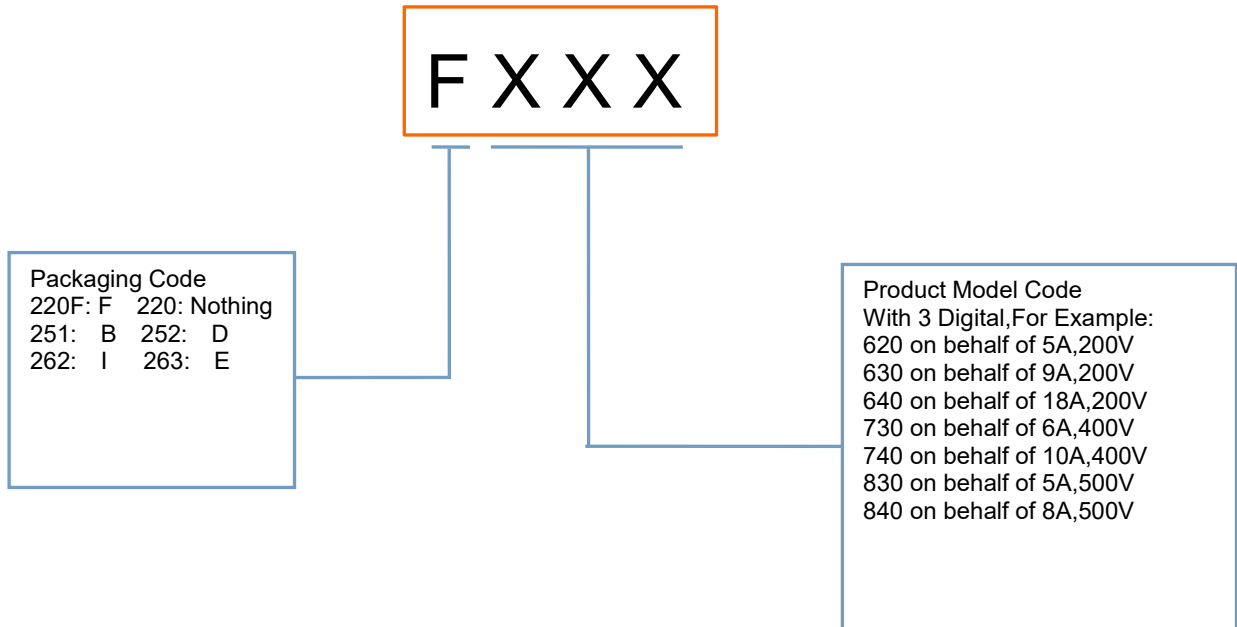 F X X X
Packaging Code
220F: F 220: Nothing
251: B 252: D
262: I 263: E
Product Model Code
With 3 Digital,For Example:
620 on behalf of 5A,200V
630 on behalf of 9A,200V
640 on behalf of 18A,200V
730 on behalf of 6A,400V
740 on behalf of 10A,400V
830 on behalf of 5A,500V
840 on behalf of 8A,500V